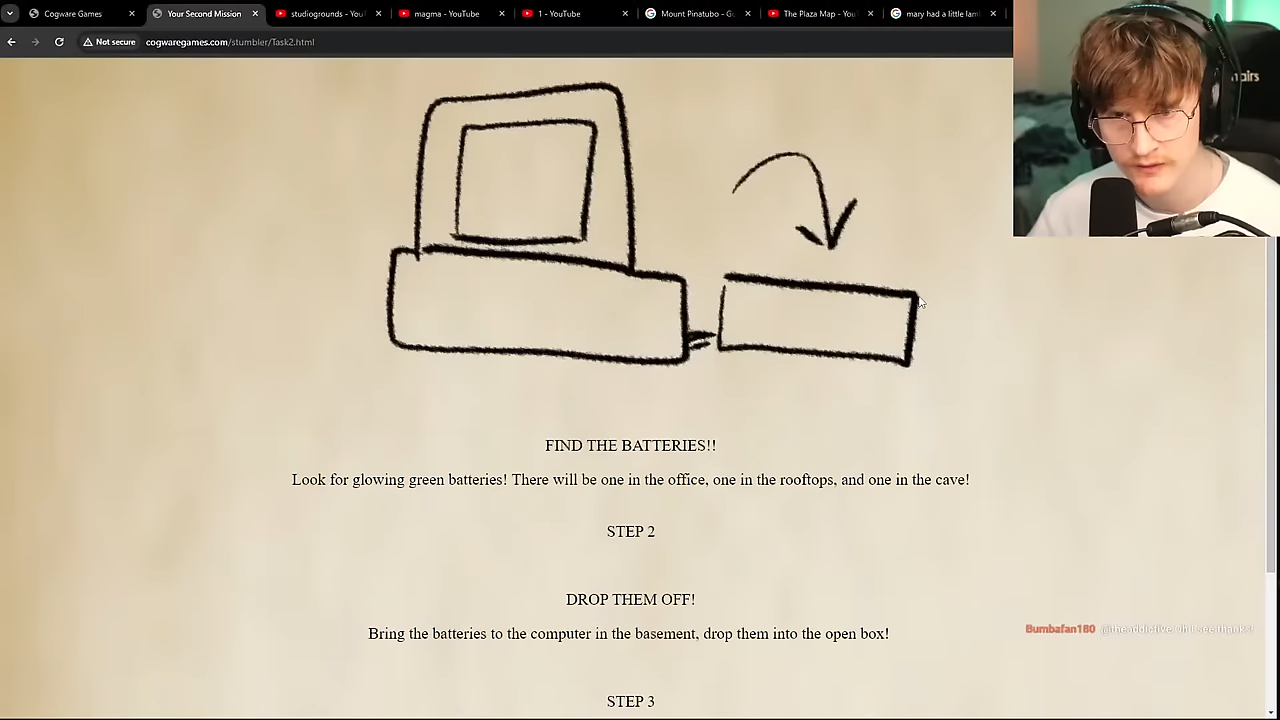 Cogware Games
Your Second Mission
studiogrounds - You
magma - YouTube
1 - YouTube
Mount Pinatubo - G
The Plaza Map - You
mary had a little lam
Not secure
cogwaregames.com/stumbler/Task2.html
FIND THE BATTERIES!!
Look for glowing green batteries! There will be one in the office, one in the rooftops, and one in the cave!
STEP 2
DROP THEM OFF!
Bring the batteries to the computer in the basement, drop them into the open box!
Bumbafan180
STEP 3